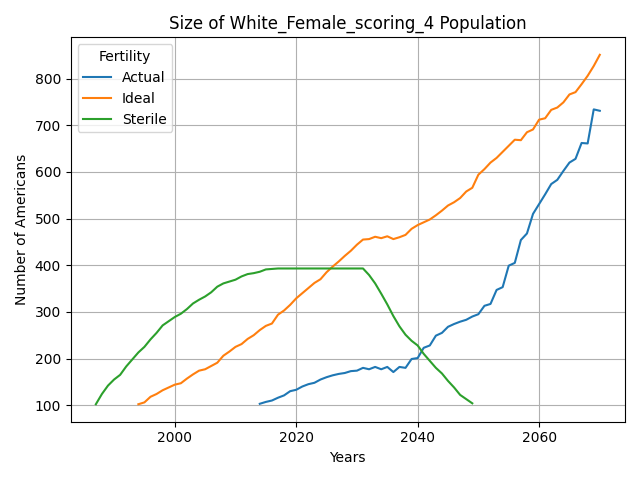 Size of White_Female_scoring_4 Population
Fertility
Actual
Ideal
Sterile
Number of Americans
800
700
600
500
400
300
200
100
2000
2020
2040
2060
Years